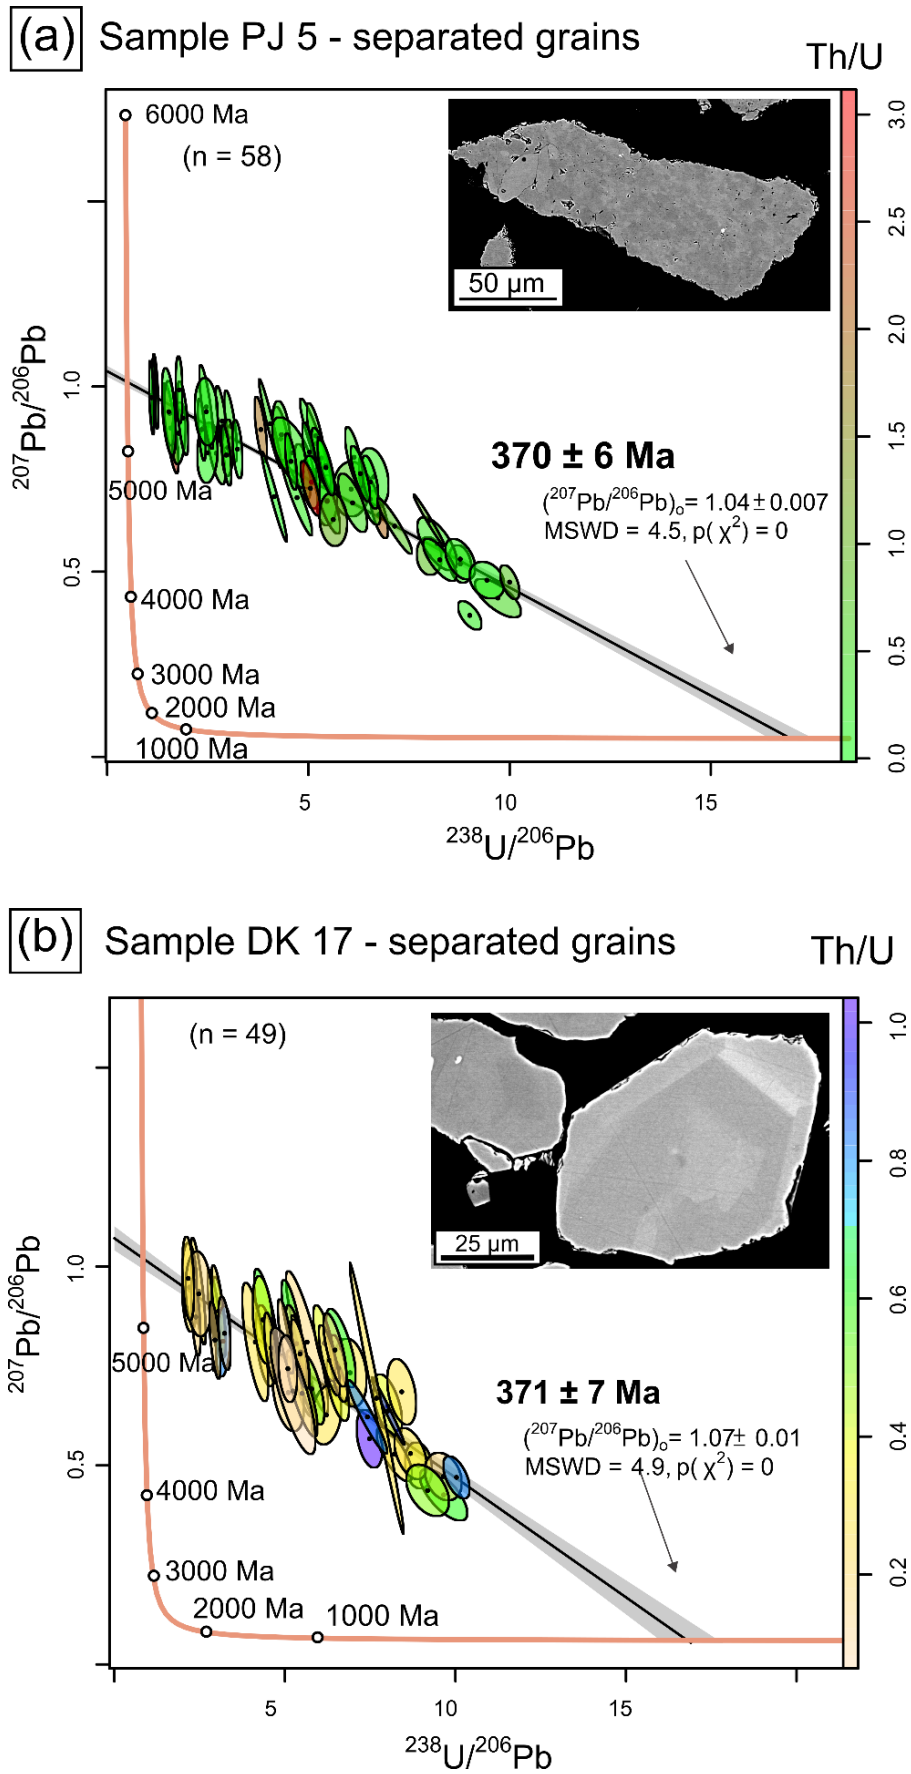 (a) Sample PJ 5 - separated grains
Th/U
6000 Ma
(n = 58)
50 µm
5000 Ma
4000 Ma
3000 Ma
2000 Ma
1000 Ma
370 ± 6 Ma
(²⁰⁷Pb/²⁰⁶Pb)ₒ = 1.04 ± 0.007
MSWD = 4.5, p(χ²) = 0
²⁰⁷Pb/²⁰⁶Pb
1.0
0.5
5 10 15
²³⁸U/²⁰⁶Pb
3.0
2.5
2.0
1.5
1.0
0.5
0.0
(b) Sample DK 17 - separated grains
Th/U
(n = 49)
25 µm
5000 Ma
4000 Ma
3000 Ma
2000 Ma
1000 Ma
371 ± 7 Ma
(²⁰⁷Pb/²⁰⁶Pb)ₒ = 1.07± 0.01
MSWD = 4.9, p(χ²) = 0
²⁰⁷Pb/²⁰⁶Pb
1.0
0.5
5 10 15
²³⁸U/²⁰⁶Pb
1.0
0.8
0.6
0.4
0.2